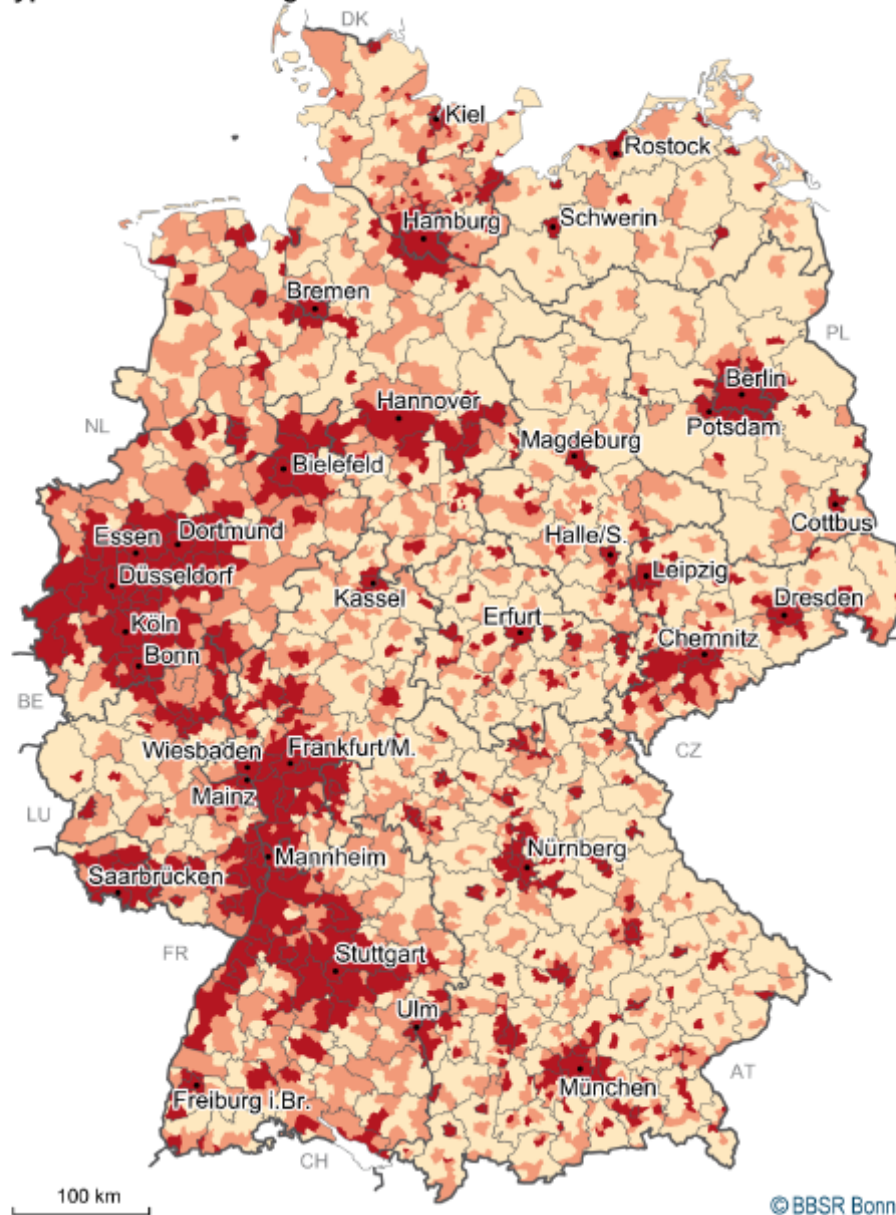 DK
Kiel
Rostock
Hamburg
Schwerin
Bremen
PL
Berlin
Hannover
NL
Potsdam
Magdeburg
Bielefeld
Cottbus
Essen
Dortmund
Halle/S.
Düsseldorf
Leipzig
Kassel
Dresden
Köln
Erfurt
Chemnitz
Bonn
BE
CZ
Wiesbaden
Frankfurt/M.
Mainz
LU
Mannheim
Nürnberg
Saarbrücken
FR
Stuttgart
Ulm
AT
München
Freiburg i.Br.
CH
100 km
© BBSR Bonn